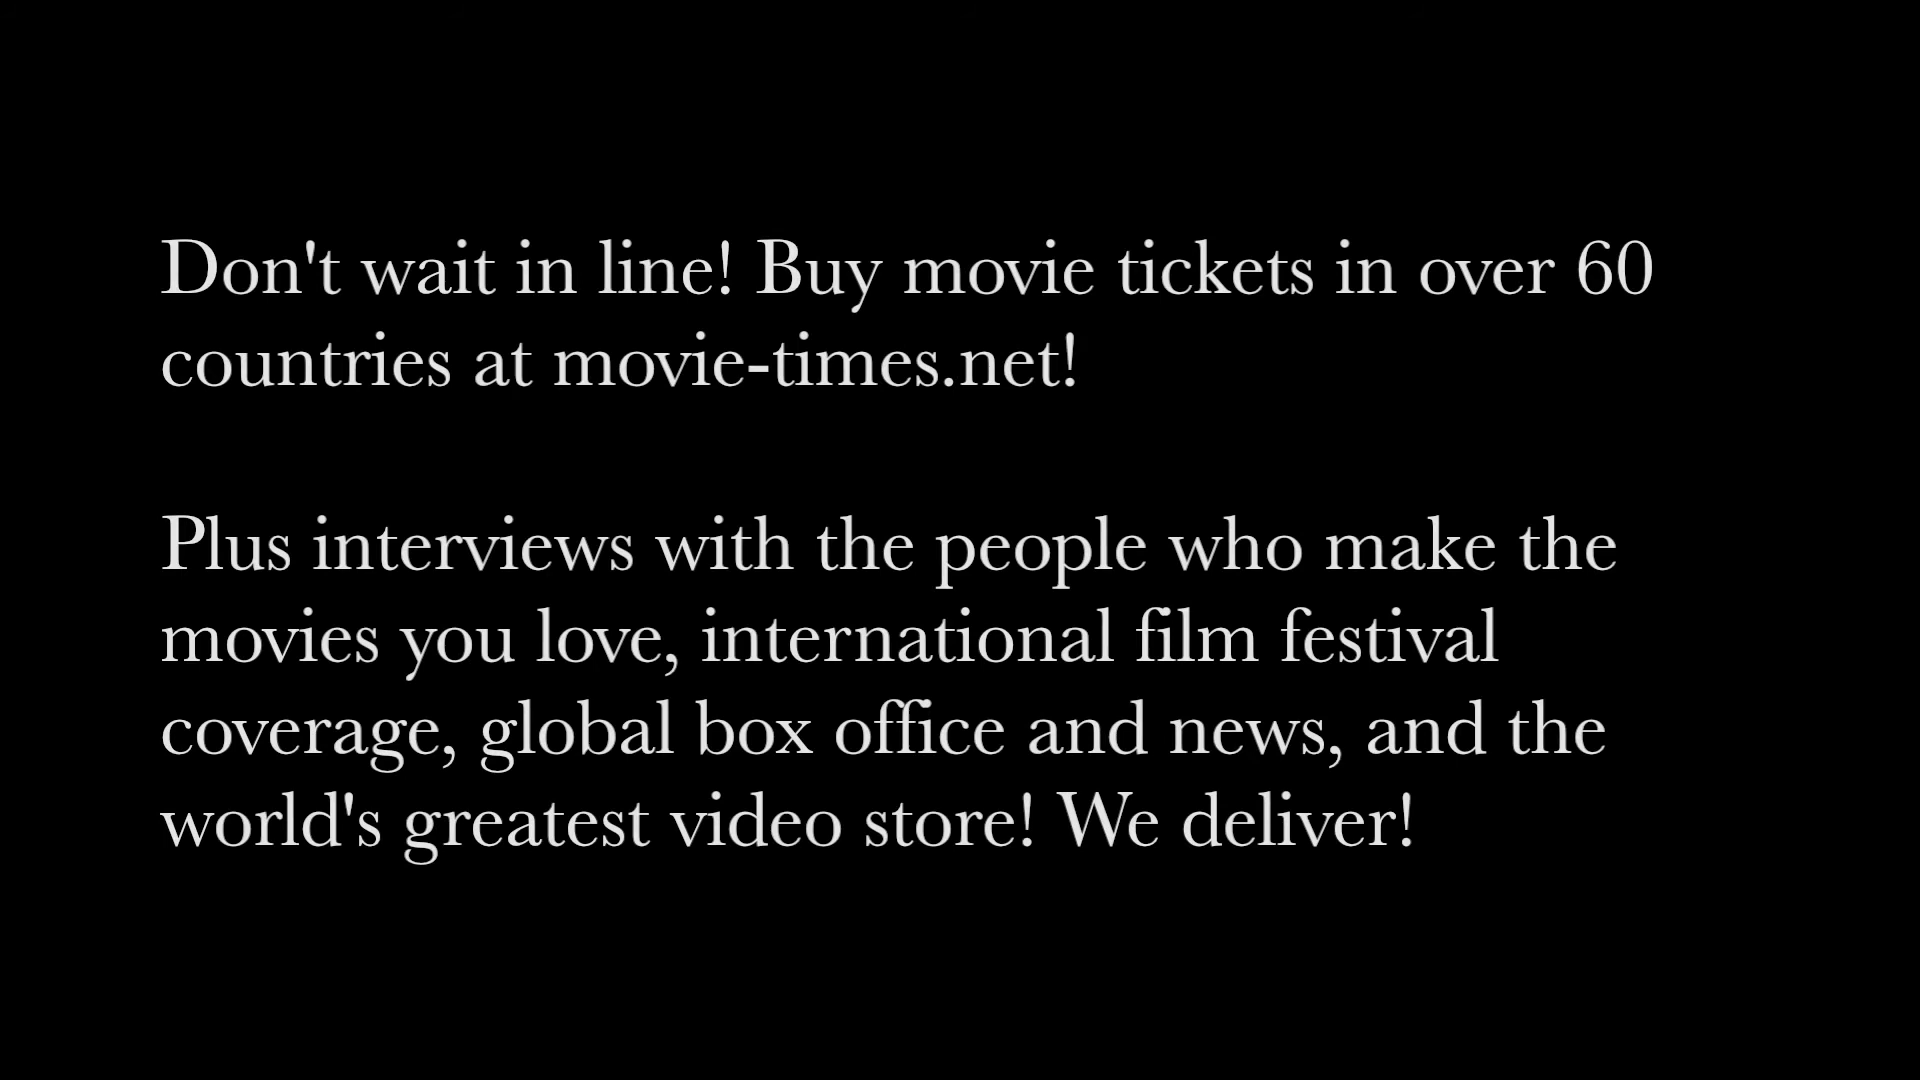 Don't wait in line! Buy movie tickets in over 60
countries at movie-times.net!
Plus interviews with the people who make the
movies you love, international film festival
coverage, global box office and news, and the
world's greatest video store! We deliver!